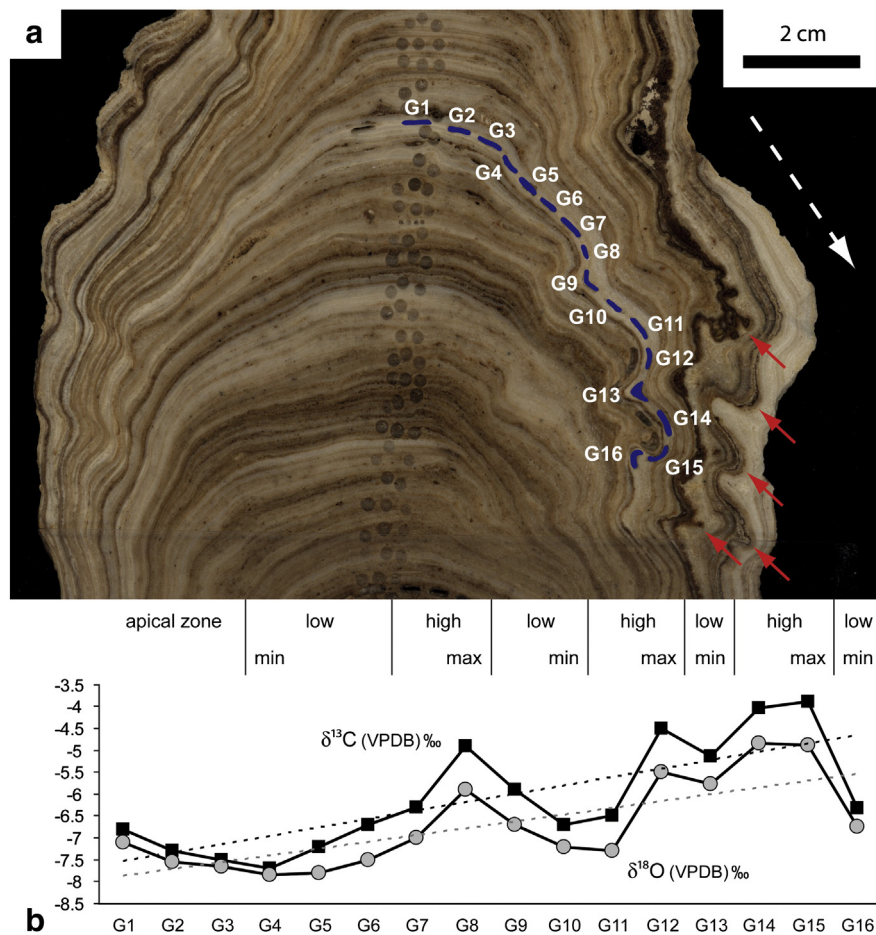 a
2 cm
G1
G2
G3
G4
G5
G6
G7
G8
G9
G10
G11
G12
G13
G14
G16
G15
apical zone low high low high low high low
min max min max min max min
b
-3.5
-4
-4.5
-5
-5.5
-6
-6.5
-7
-7.5
-8
-8.5
δ¹³C (VPDB) ‰
δ¹⁸O (VPDB) ‰
G1 G2 G3 G4 G5 G6 G7 G8 G9 G10 G11 G12 G13 G14 G15 G16